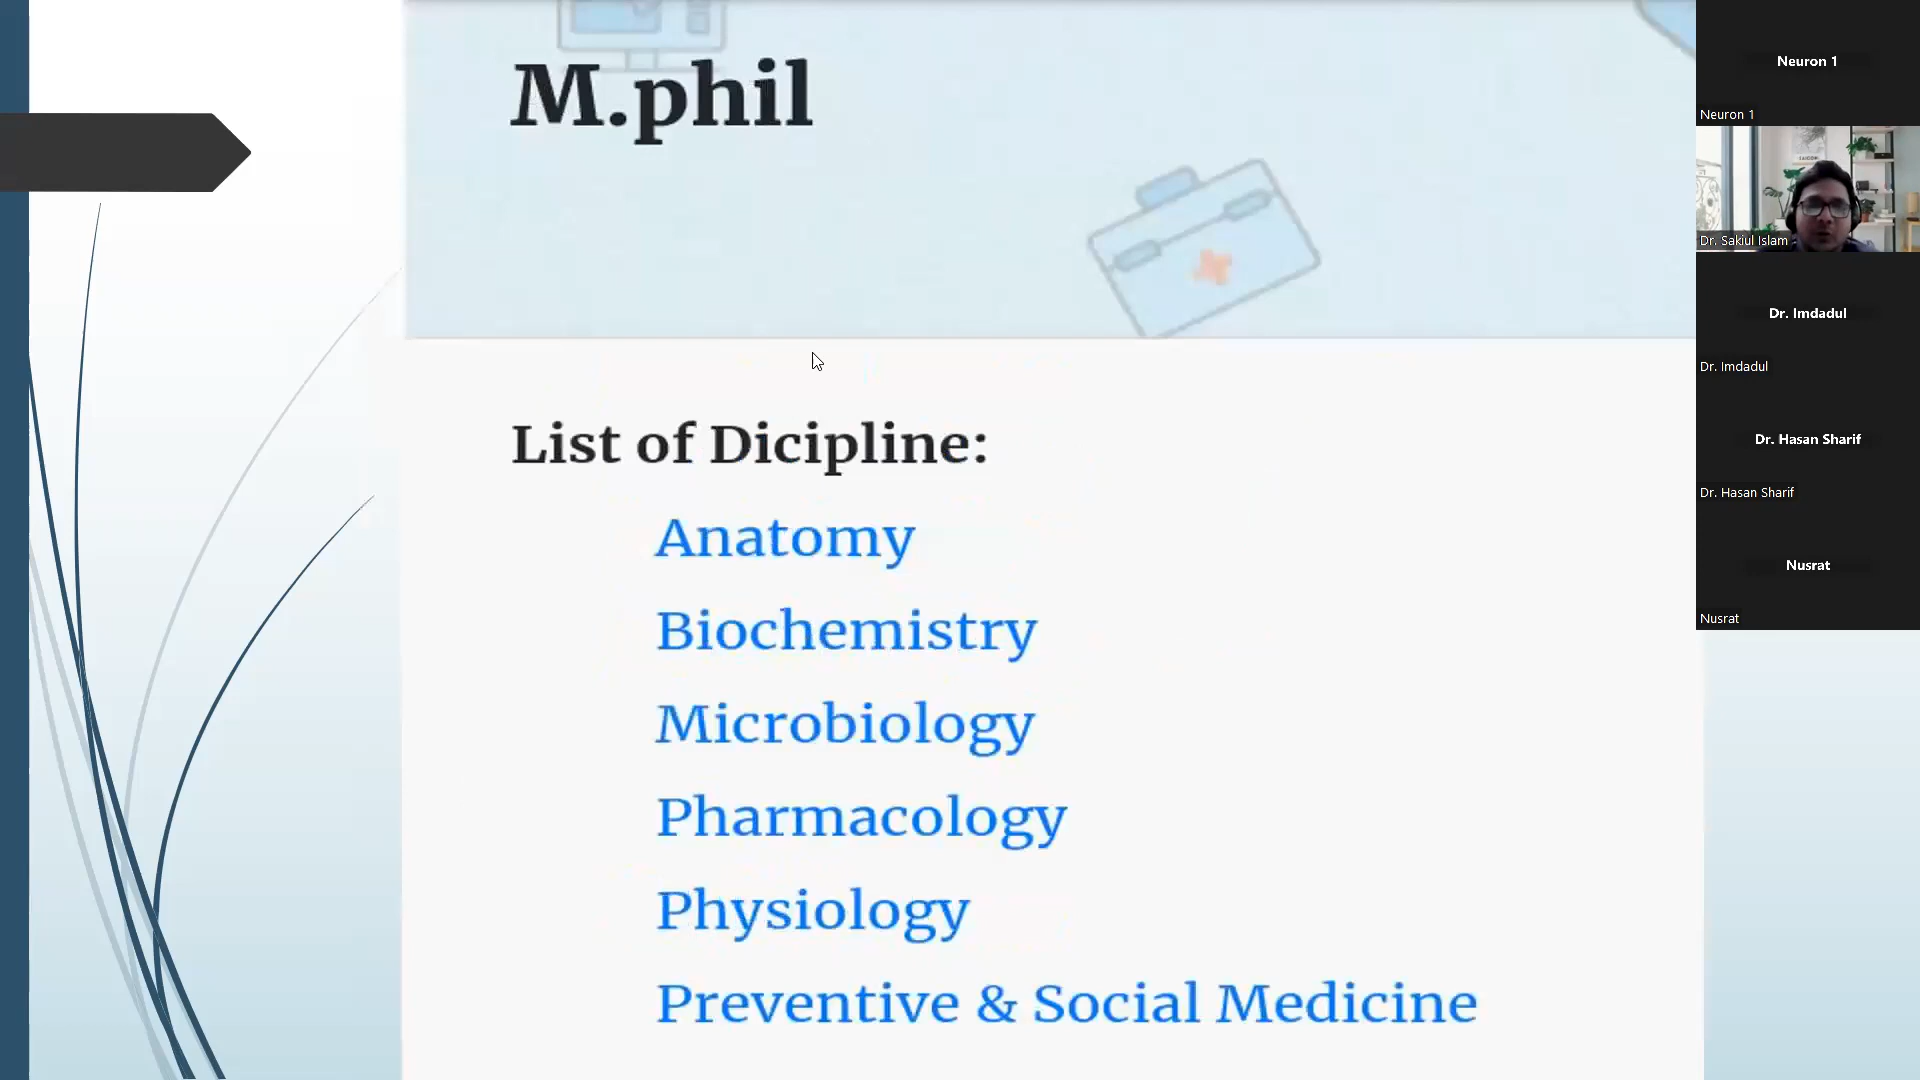 M.phil
List of Dicipline:
Anatomy
Biochemistry
Microbiology
Pharmacology
Physiology
Preventive & Social Medicine
Neuron 1
Neuron 1
Dr. Sakiul Islam
Dr. Imdadul
Dr. Imdadul
Dr. Hasan Sharif
Dr. Hasan Sharif
Nusrat
Nusrat